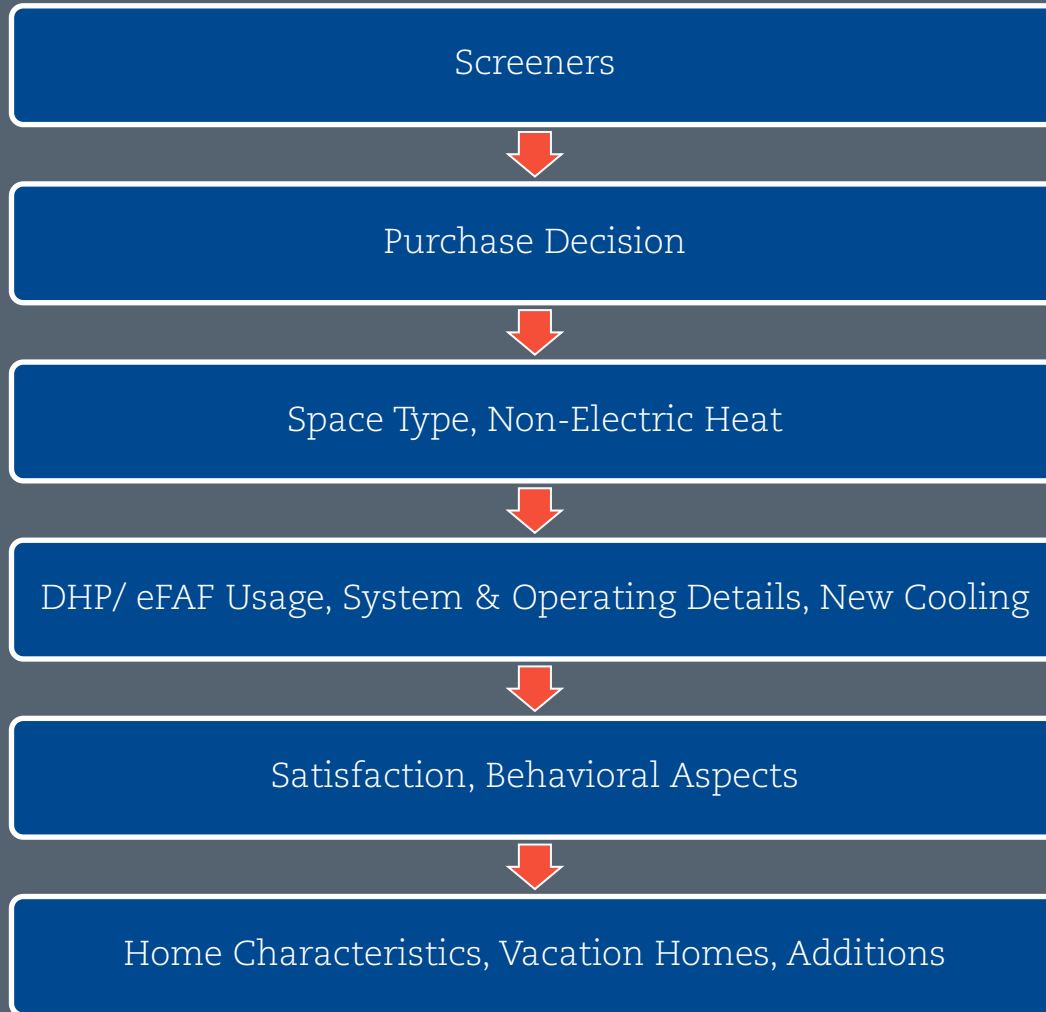 Screeners
Purchase Decision
Space Type, Non-Electric Heat
DHP/ eFAF Usage, System & Operating Details, New Cooling
Satisfaction, Behavioral Aspects
Home Characteristics, Vacation Homes, Additions